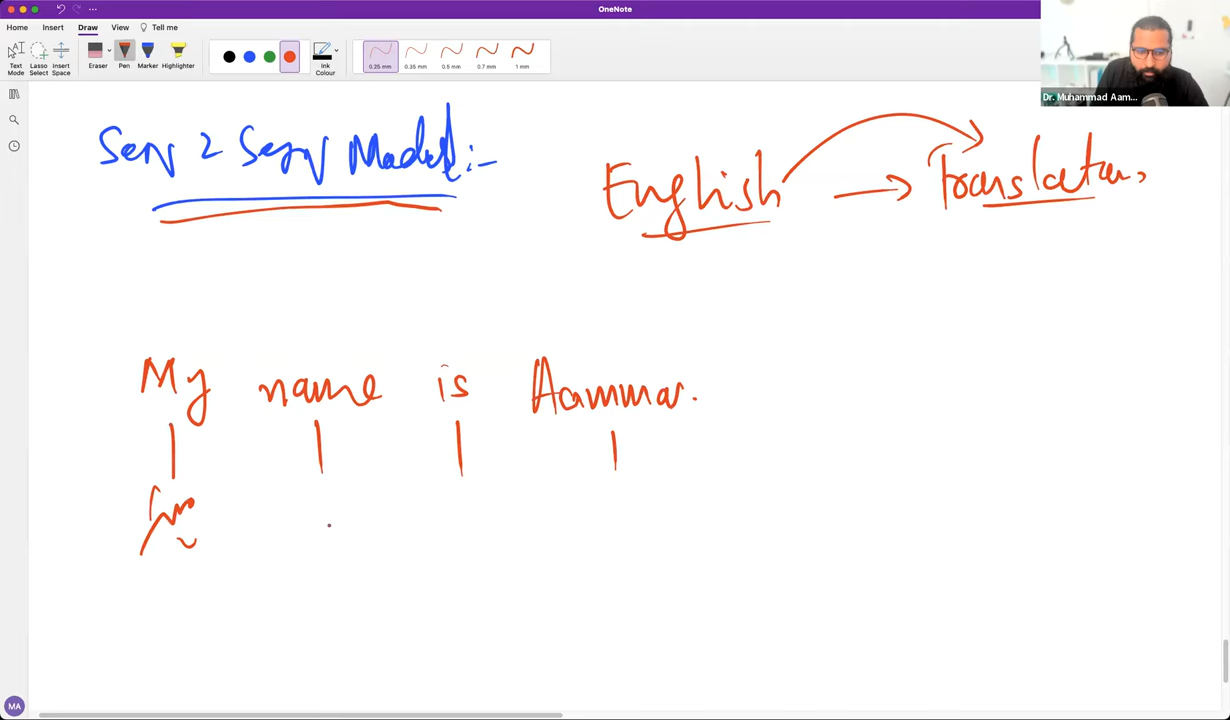 OneNote
Home Insert Draw View Tell me
Text Mode Lasso Select Insert Space Eraser Pen Marker Highlighter Ink Colour 0.25 mm 0.35 mm 0.5 mm 0.7 mm 1 mm
Dr. Muhammad Aam...
Seq 2 Seqn Model:-
English → Translation,
My name is Aammar.
MA